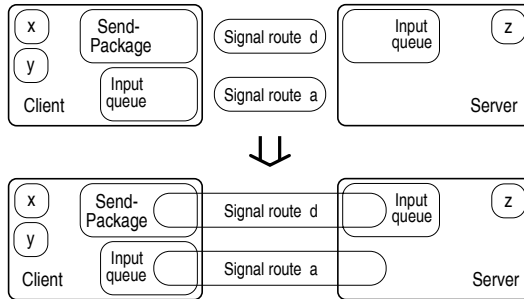 x
Send-
Package
Signal route d
Input
queue
z
y
Input
queue
Signal route a
Client
Server
x
Send-
Package
Signal route d
Input
queue
z
y
Input
queue
Signal route a
Client
Server